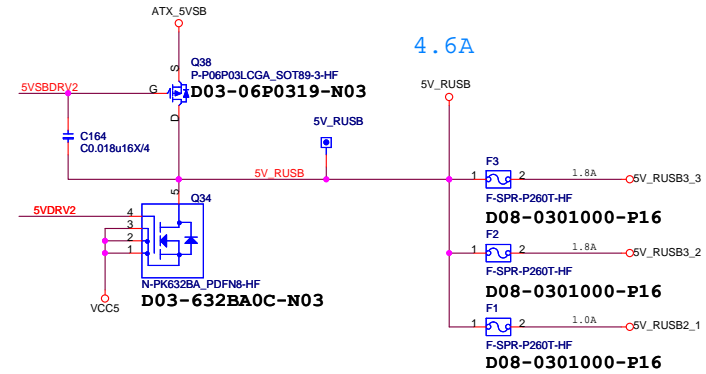 ATX_5VSB
4.6A
S
Q38
P-P06P03LCGA_SOT89-3-HF
5VSBDRV2
G
D03-06P0319-N03
5V_RUSB
D
5V_RUSB
C164
C0.018u16X/4
F3
5V_RUSB
1
2
1.8A
5V_RUSB3_3
F-SPR-P260T-HF
5
Q34
D08-0301000-P16
5VDRV2
4
3
2
1
F2
1
2
1.8A
5V_RUSB3_2
F-SPR-P260T-HF
N-PK632BA_PDFN8-HF
D08-0301000-P16
VCC5
D03-632BA0C-N03
F1
1
2
1.0A
5V_RUSB2_1
F-SPR-P260T-HF
D08-0301000-P16